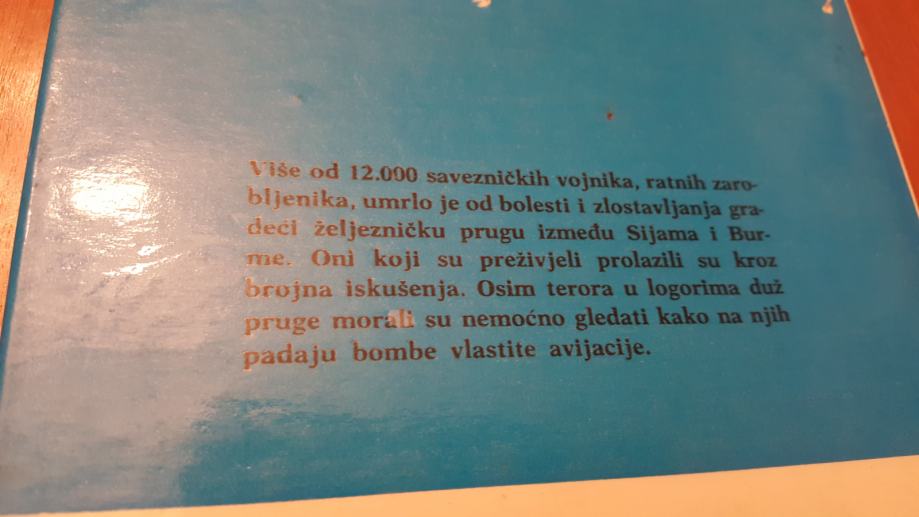 Više od 12.000 savezničkih vojnika, ratnih zaro-
bljenika, umrlo je od bolesti i zlostavljanja gra-
deći željezničku prugu između Sijama i Bur-
me. Oni koji su preživjeli prolazili su kroz
brojna iskušenja. Osim terora u logorima duž
pruge morali su nemoćno gledati kako na njih
padaju bombe vlastite avijacije.